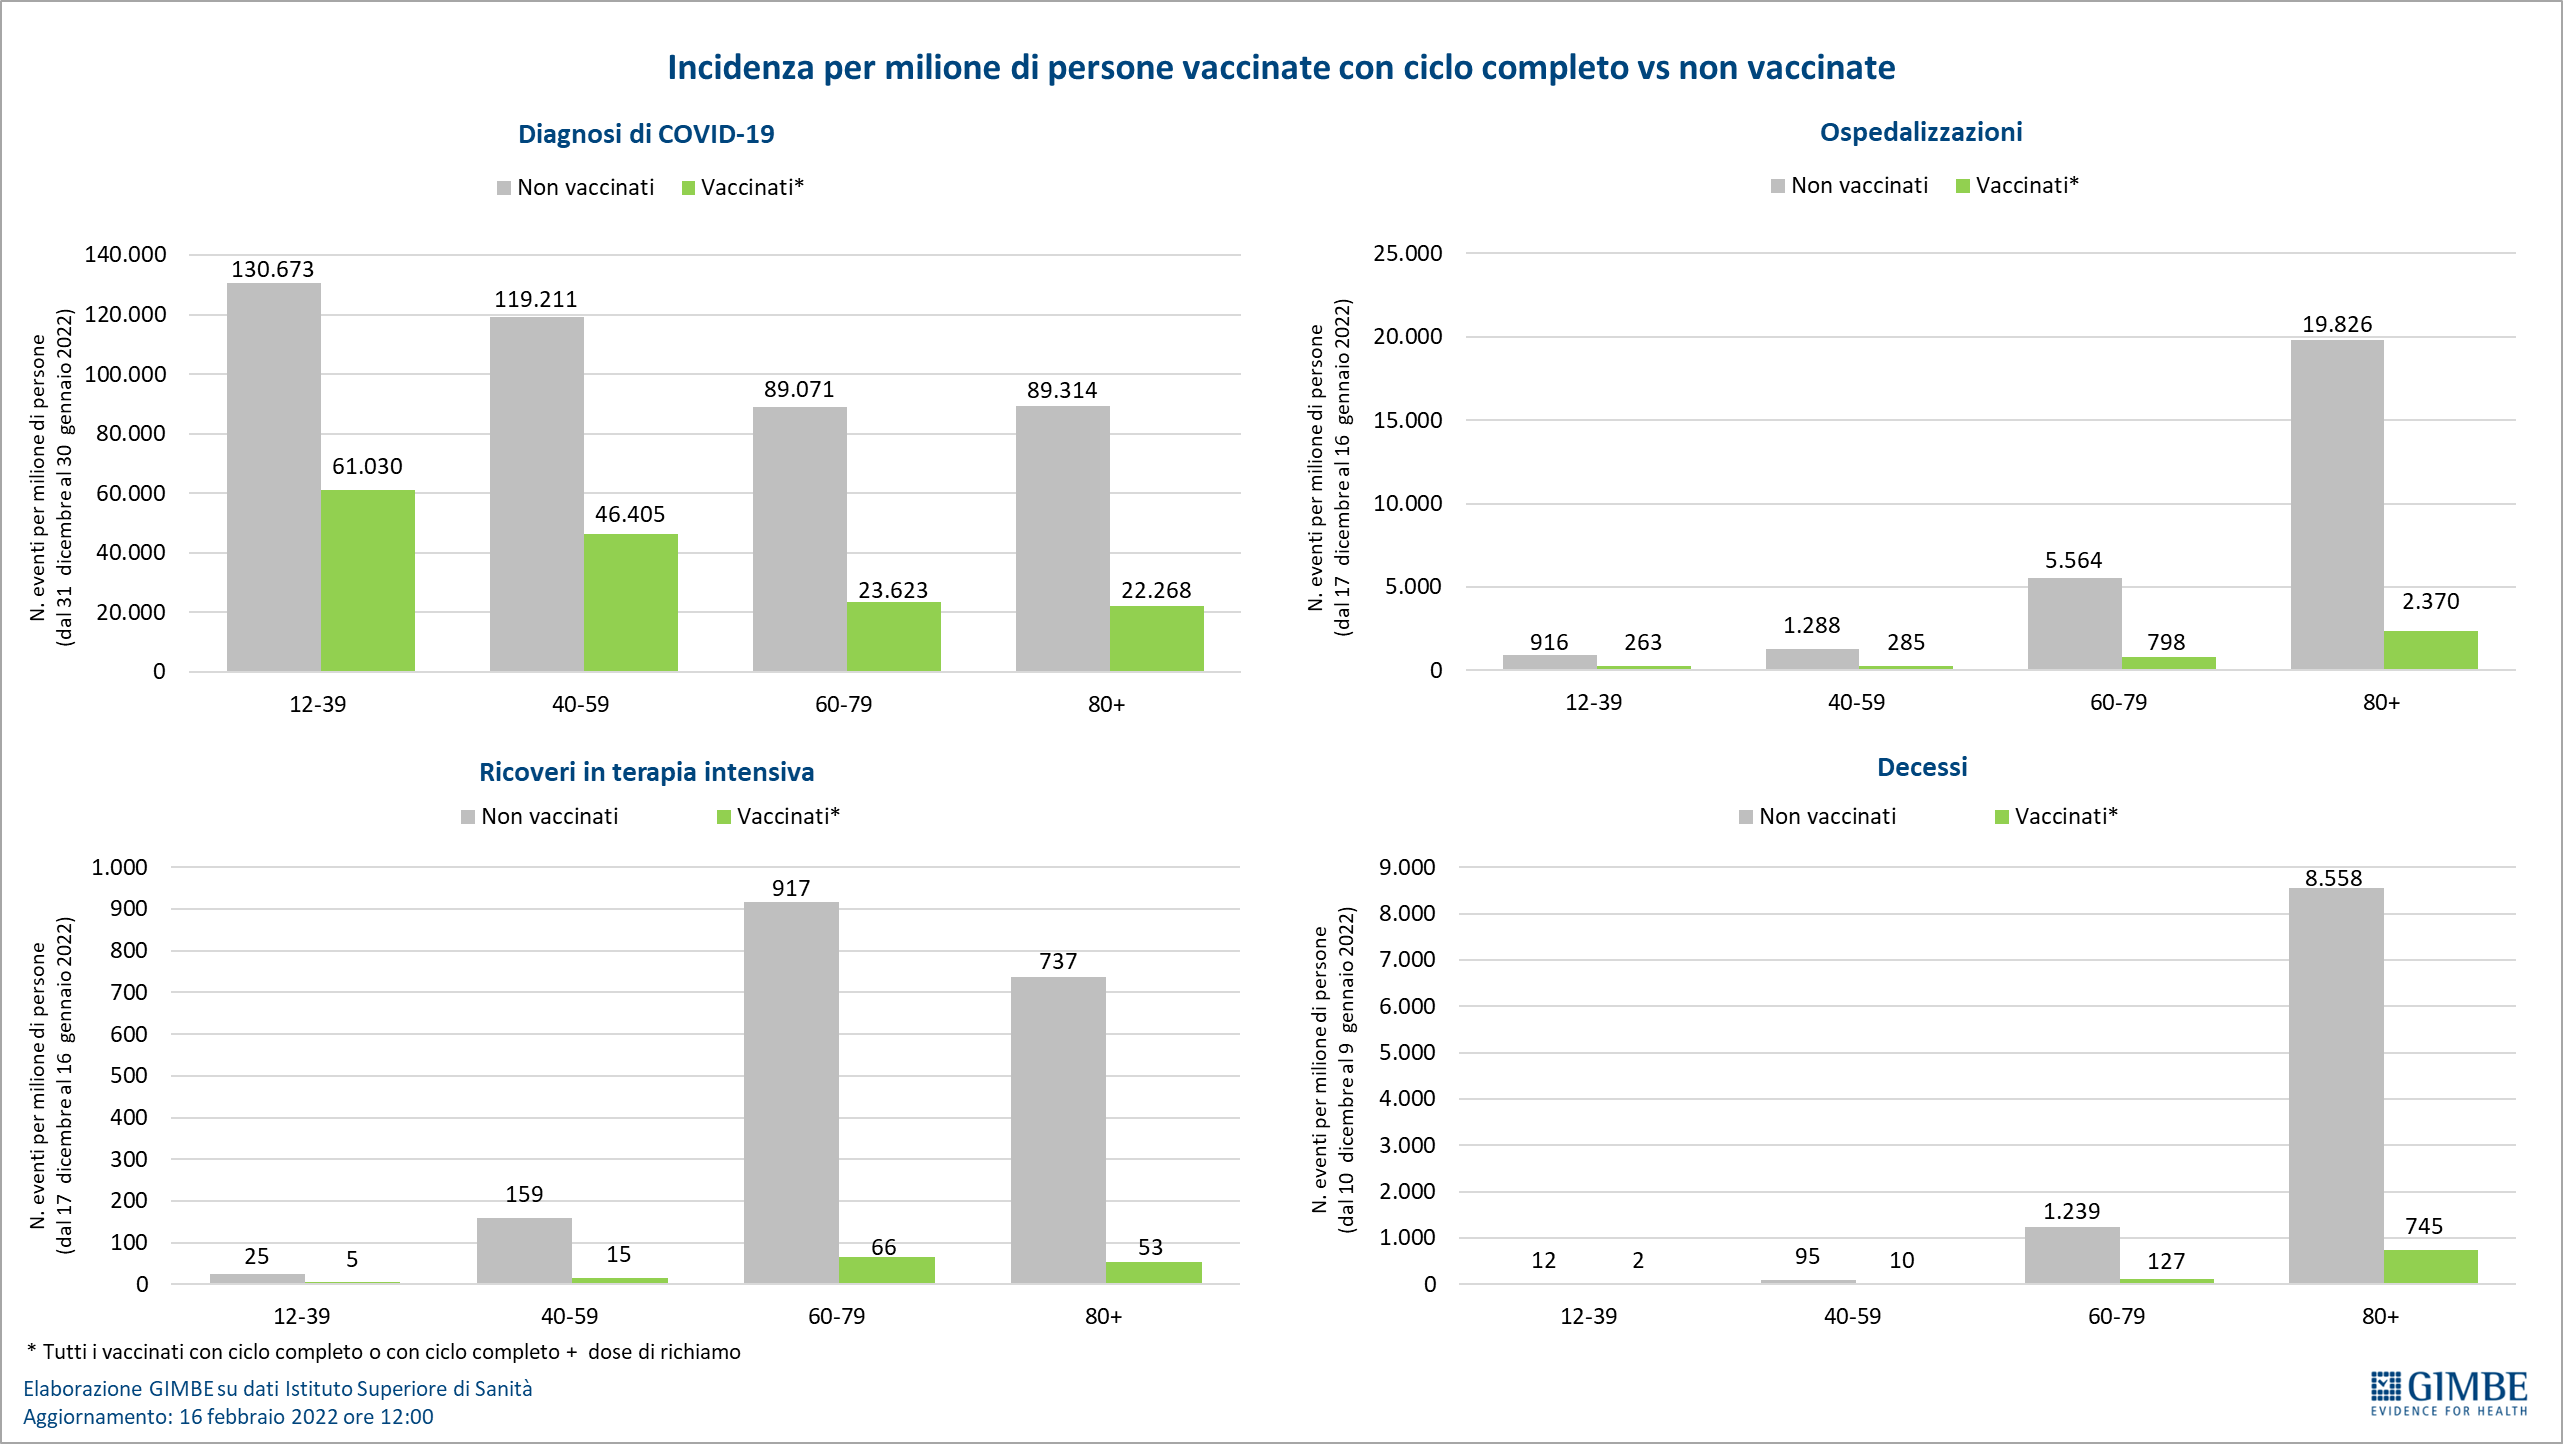 Incidenza per milione di persone vaccinate con ciclo completo vs non vaccinate
Diagnosi di COVID-19
Non vaccinati Vaccinati*
N. eventi per milione di persone
(dal 31 dicembre al 30 gennaio 2022)
140.000
120.000
100.000
80.000
60.000
40.000
20.000
0
130.673
61.030
119.211
46.405
89.071
23.623
89.314
22.268
12-39 40-59 60-79 80+
Ospedalizzazioni
Non vaccinati Vaccinati*
N. eventi per milione di persone
(dal 17 dicembre al 16 gennaio 2022)
25.000
20.000
15.000
10.000
5.000
0
916
263
1.288
285
5.564
798
19.826
2.370
12-39 40-59 60-79 80+
Ricoveri in terapia intensiva
Non vaccinati Vaccinati*
N. eventi per milione di persone
(dal 17 dicembre al 16 gennaio 2022)
1.000
900
800
700
600
500
400
300
200
100
0
25
5
159
15
917
66
737
53
12-39 40-59 60-79 80+
Decessi
Non vaccinati Vaccinati*
N. eventi per milione di persone
(dal 10 dicembre al 9 gennaio 2022)
9.000
8.000
7.000
6.000
5.000
4.000
3.000
2.000
1.000
0
12
2
95
10
1.239
127
8.558
745
12-39 40-59 60-79 80+
* Tutti i vaccinati con ciclo completo o con ciclo completo + dose di richiamo
Elaborazione GIMBE su dati Istituto Superiore di Sanità
Aggiornamento: 16 febbraio 2022 ore 12:00
GIMBE
EVIDENCE FOR HEALTH